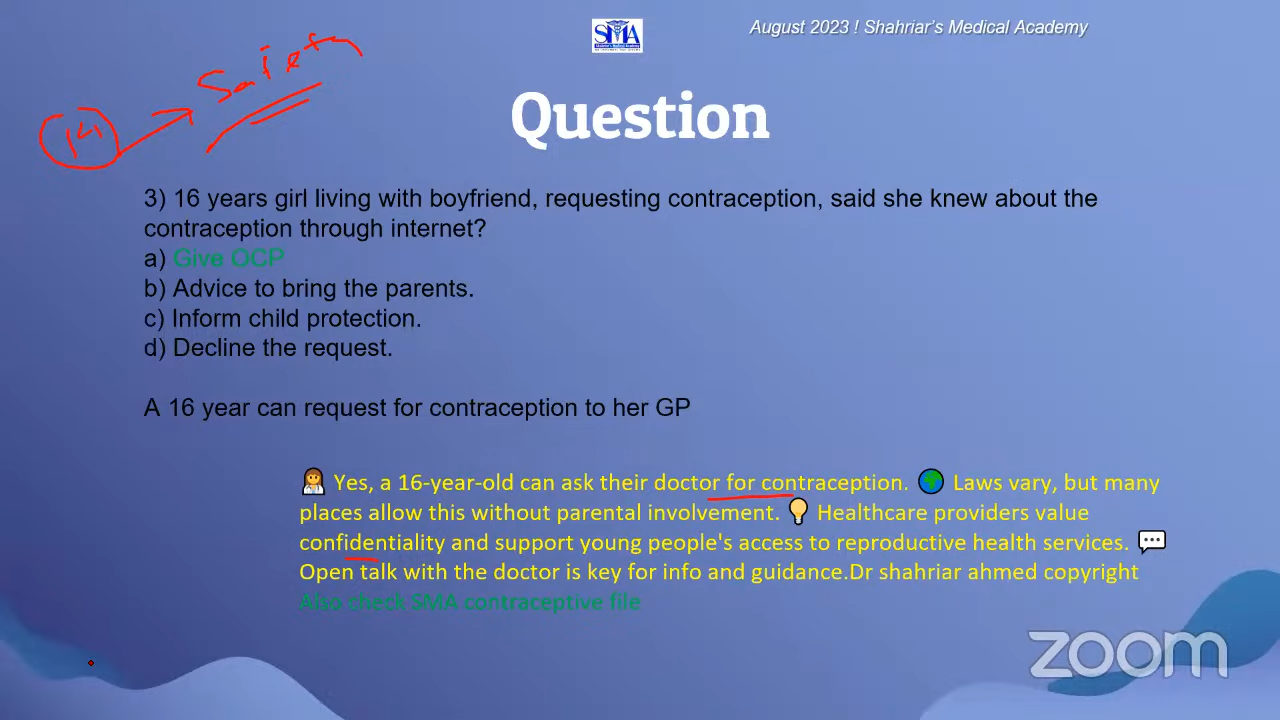 August 2023 ! Shahriar's Medical Academy
SMA
14
Safety
Question
3) 16 years girl living with boyfriend, requesting contraception, said she knew about the
contraception through internet?
a) Give OCP
b) Advice to bring the parents.
c) Inform child protection.
d) Decline the request.
A 16 year can request for contraception to her GP
Yes, a 16-year-old can ask their doctor for contraception. Laws vary, but many
places allow this without parental involvement. Healthcare providers value
confidentiality and support young people's access to reproductive health services.
Open talk with the doctor is key for info and guidance.Dr shahriar ahmed copyright
Also check SMA contraceptive file
zoom